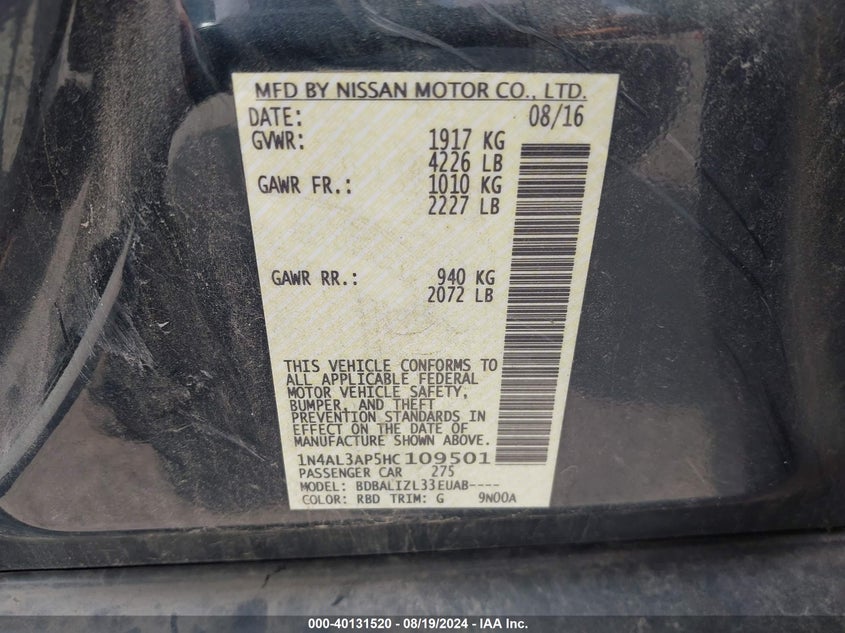 MFD BY NISSAN MOTOR CO., LTD.
DATE: 08/16
GVWR: 1917 KG
4226 LB
GAWR FR.: 1010 KG
2227 LB
GAWR RR.: 940 KG
2072 LB
THIS VEHICLE CONFORMS TO
ALL APPLICABLE FEDERAL
MOTOR VEHICLE SAFETY,
BUMPER, AND THEFT
PREVENTION STANDARDS IN
EFFECT ON THE DATE OF
MANUFACTURE SHOWN ABOVE.
1N4AL3AP5HC 109501
PASSENGER CAR 275
MODEL: BDBALIZL33EUAB----
COLOR: RBD TRIM: G 9N00A
000-40131520 - 08/19/2024 - IAA Inc.